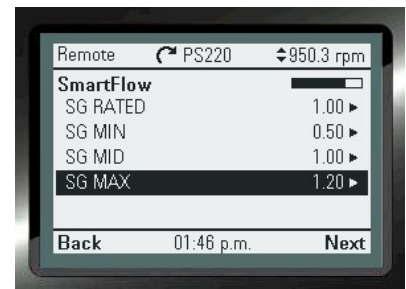 Remote PS220 950.3 rpm
SmartFlow
SG RATED 1.00
SG MIN 0.50
SG MID 1.00
SG MAX 1.20
Back 01:46 p.m. Next